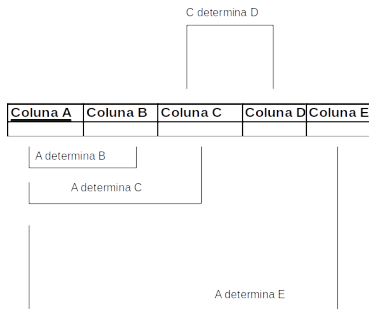 C determina D
Coluna A Coluna B Coluna C Coluna D Coluna E
A determina B
A determina C
A determina E